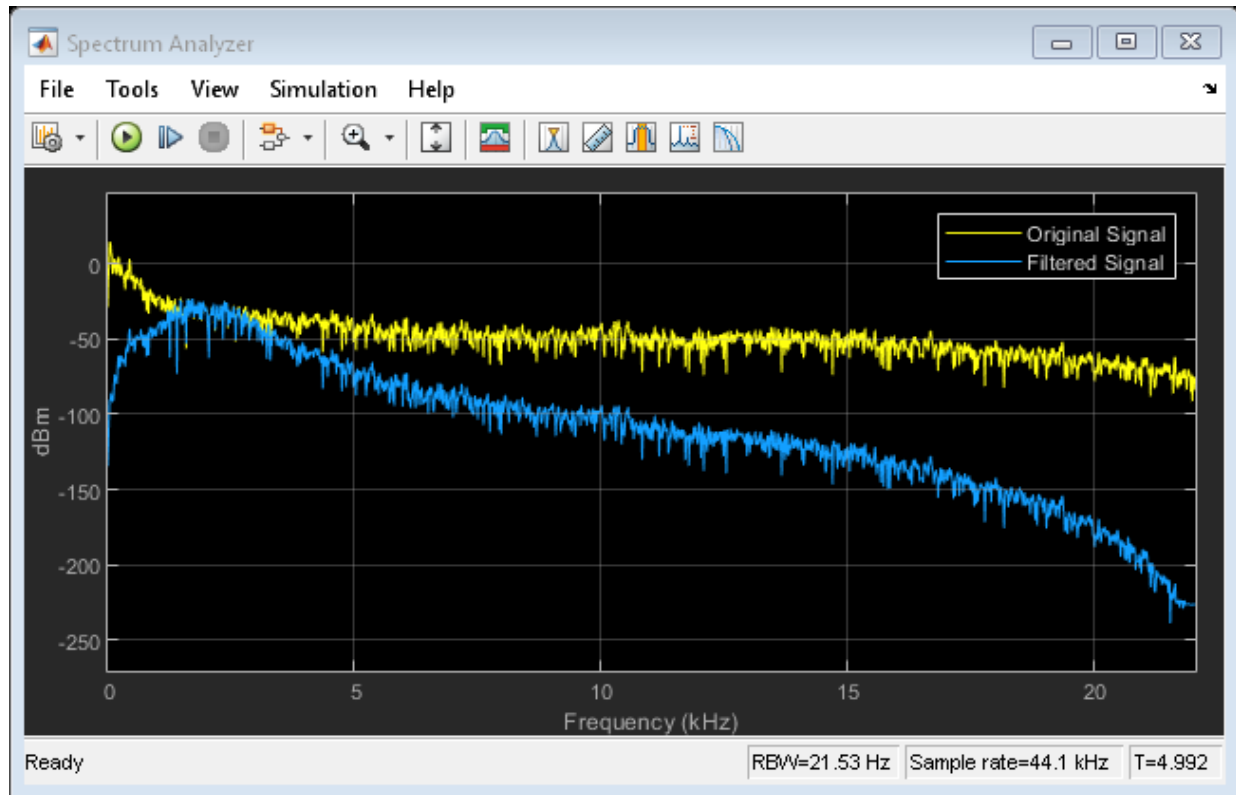 Spectrum Analyzer
File Tools View Simulation Help
Original Signal
Filtered Signal
0
-50
-100
-150
-200
-250
dBm
0 5 10 15 20
Frequency (kHz)
Ready RBW=21.53 Hz Sample rate=44.1 kHz T=4.992